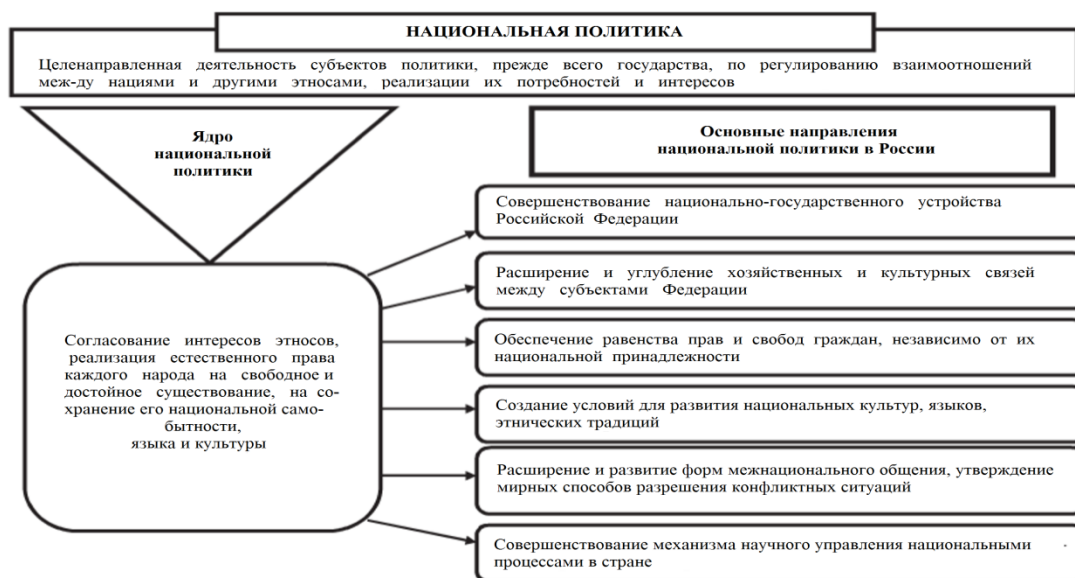 НАЦИОНАЛЬНАЯ ПОЛИТИКА
Целенаправленная деятельность субъектов политики, прежде всего государства, по регулированию взаимоотношений
меж-ду нациями и другими этносами, реализации их потребностей и интересов
Ядро
национальной
политики
Согласование интересов этносов,
реализация естественного права
каждого народа на свободное и
достойное существование, на со-
хранение его национальной само-
бытности,
языка и культуры
Основные направления
национальной политики в России
Совершенствование национально-государственного устройства
Российской Федерации
Расширение и углубление хозяйственных и культурных связей
между субъектами Федерации
Обеспечение равенства прав и свобод граждан, независимо от их
национальной принадлежности
Создание условий для развития национальных культур, языков,
этнических традиций
Расширение и развитие форм межнационального общения, утверждение
мирных способов разрешения конфликтных ситуаций
Совершенствование механизма научного управления национальными
процессами в стране